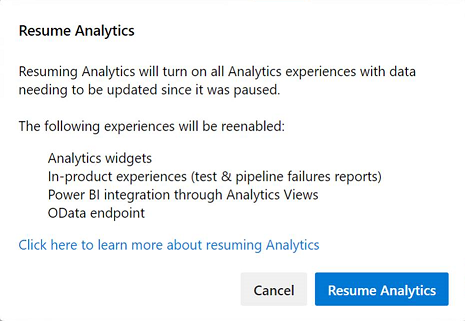 Resume Analytics
Resuming Analytics will turn on all Analytics experiences with data
needing to be updated since it was paused.
The following experiences will be reenabled:
Analytics widgets
In-product experiences (test & pipeline failures reports)
Power BI integration through Analytics Views
OData endpoint
Click here to learn more about resuming Analytics
Cancel
Resume Analytics